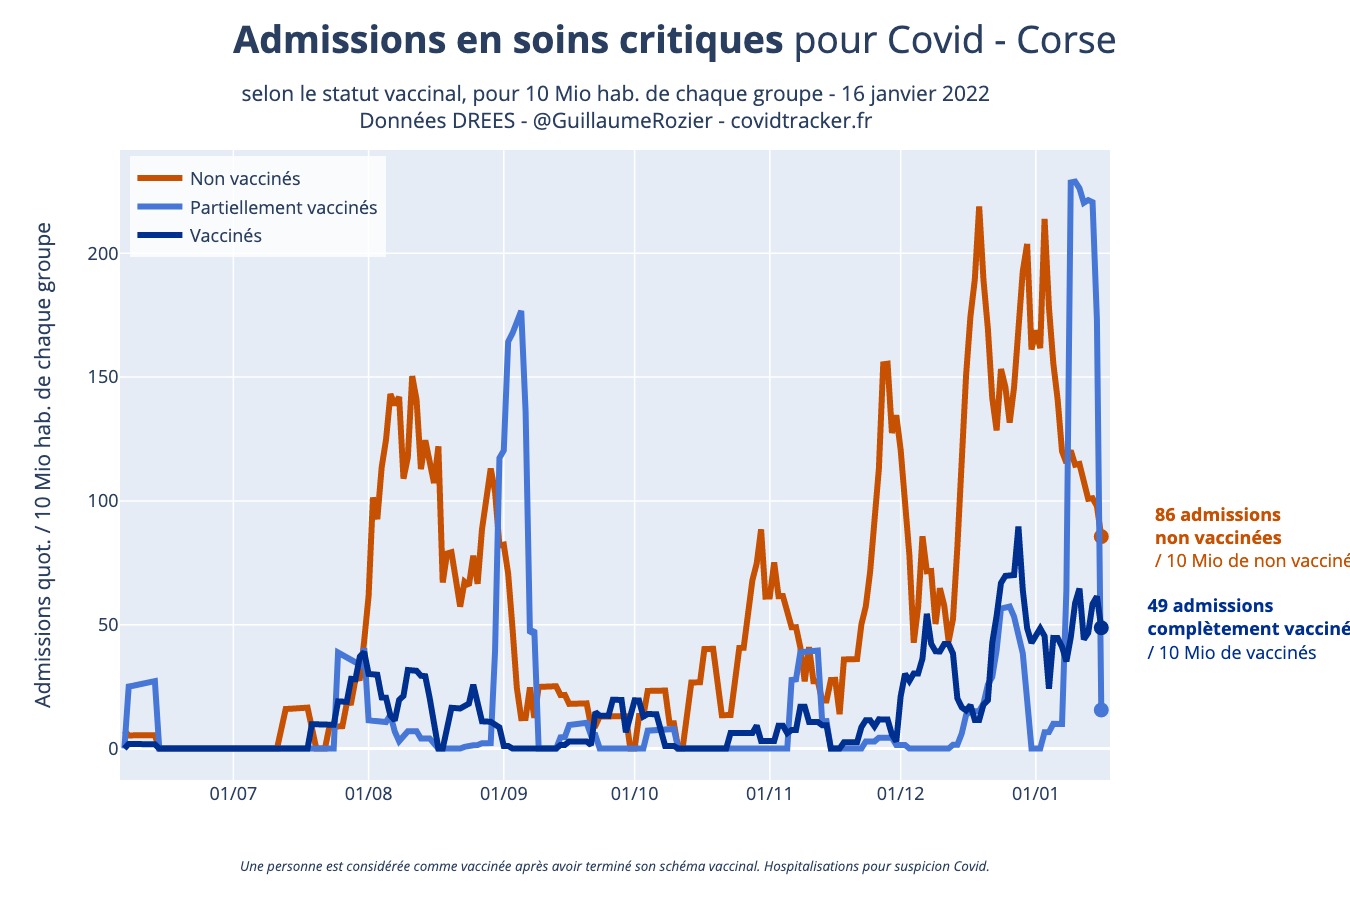 Admissions en soins critiques pour Covid - Corse
selon le statut vaccinal, pour 10 Mio hab. de chaque groupe - 16 janvier 2022
Données DREES - @GuillaumeRozier - covidtracker.fr
Non vaccinés
Partiellement vaccinés
Vaccinés
Admissions quot. / 10 Mio hab. de chaque groupe
200
150
100
50
0
01/07
01/08
01/09
01/10
01/11
01/12
01/01
86 admissions
non vaccinées
/ 10 Mio de non vacciné
49 admissions
complètement vacciné
/ 10 Mio de vaccinés
Une personne est considérée comme vaccinée après avoir terminé son schéma vaccinal. Hospitalisations pour suspicion Covid.